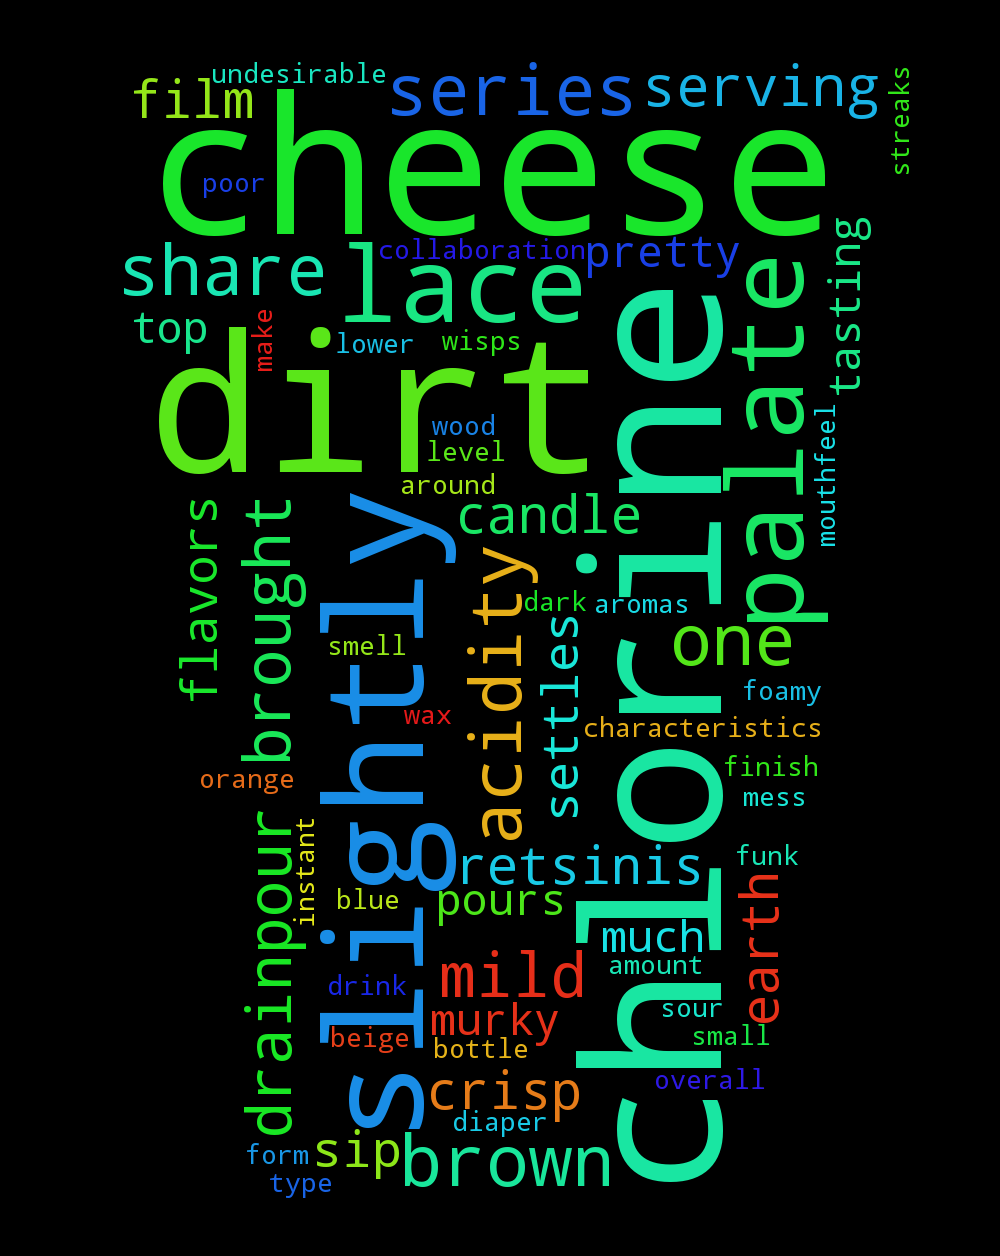 undesirable
film
series
serving
streaks
cheese
poor
share
collaboration
pretty
lace
tasting
top
make
lower
wisps
palate
dirt
chlorine
wood
level
mouthfeel
around
candle
flavors
brought
slightly
acidity
dark
aromas
settles
one
smell
foamy
wax
characteristics
orange
finish
mess
drainpour
instant
retsinis
funk
blue
pours
earth
much
amount
mild
drink
sour
murky
small
beige
bottle
overall
crisp
diaper
form
sip
brown
type